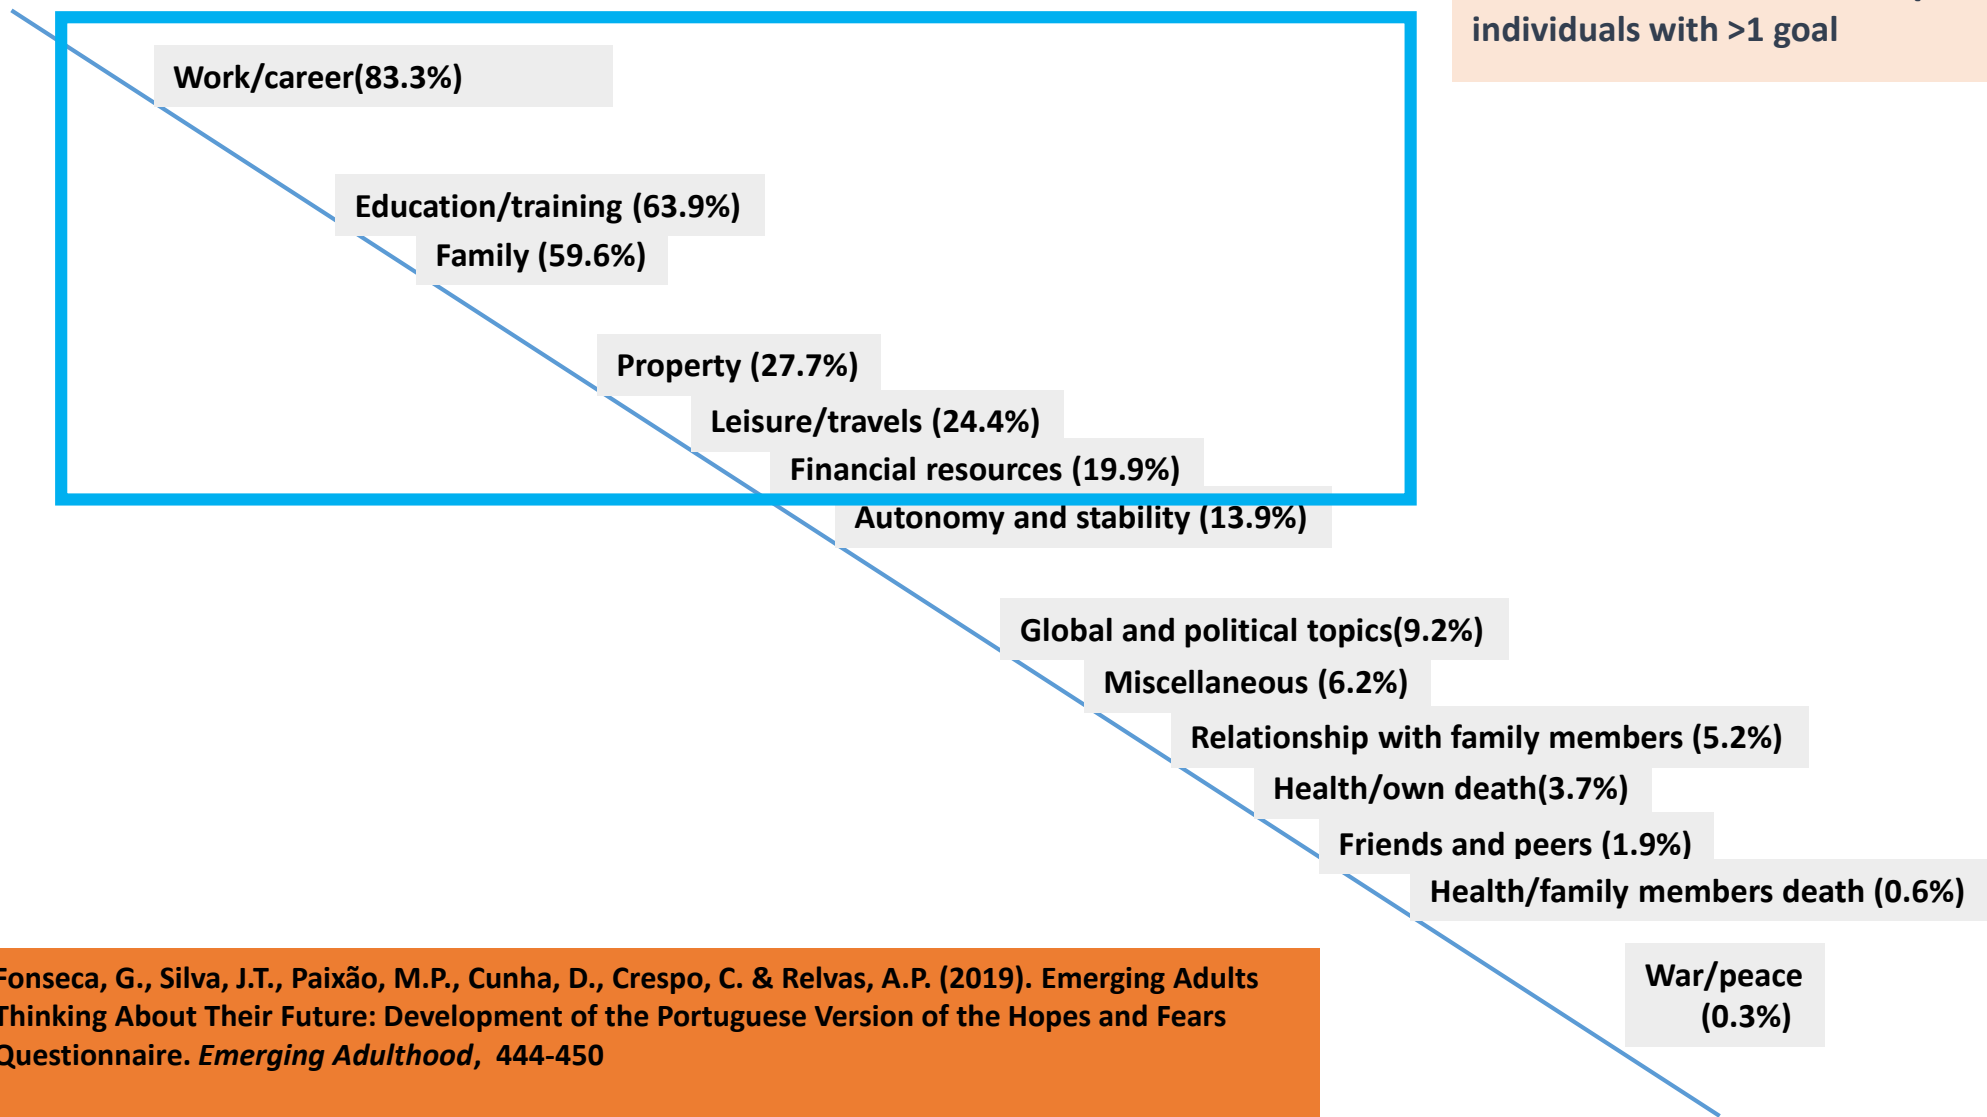 individuals with >1 goal
Work/career(83.3%)
Education/training (63.9%)
Family (59.6%)
Property (27.7%)
Leisure/travels (24.4%)
Financial resources (19.9%)
Autonomy and stability (13.9%)
Global and political topics(9.2%)
Miscellaneous (6.2%)
Relationship with family members (5.2%)
Health/own death(3.7%)
Friends and peers (1.9%)
Health/family members death (0.6%)
War/peace
(0.3%)
Fonseca, G., Silva, J.T., Paixão, M.P., Cunha, D., Crespo, C. & Relvas, A.P. (2019). Emerging Adults
Thinking About Their Future: Development of the Portuguese Version of the Hopes and Fears
Questionnaire. Emerging Adulthood, 444-450